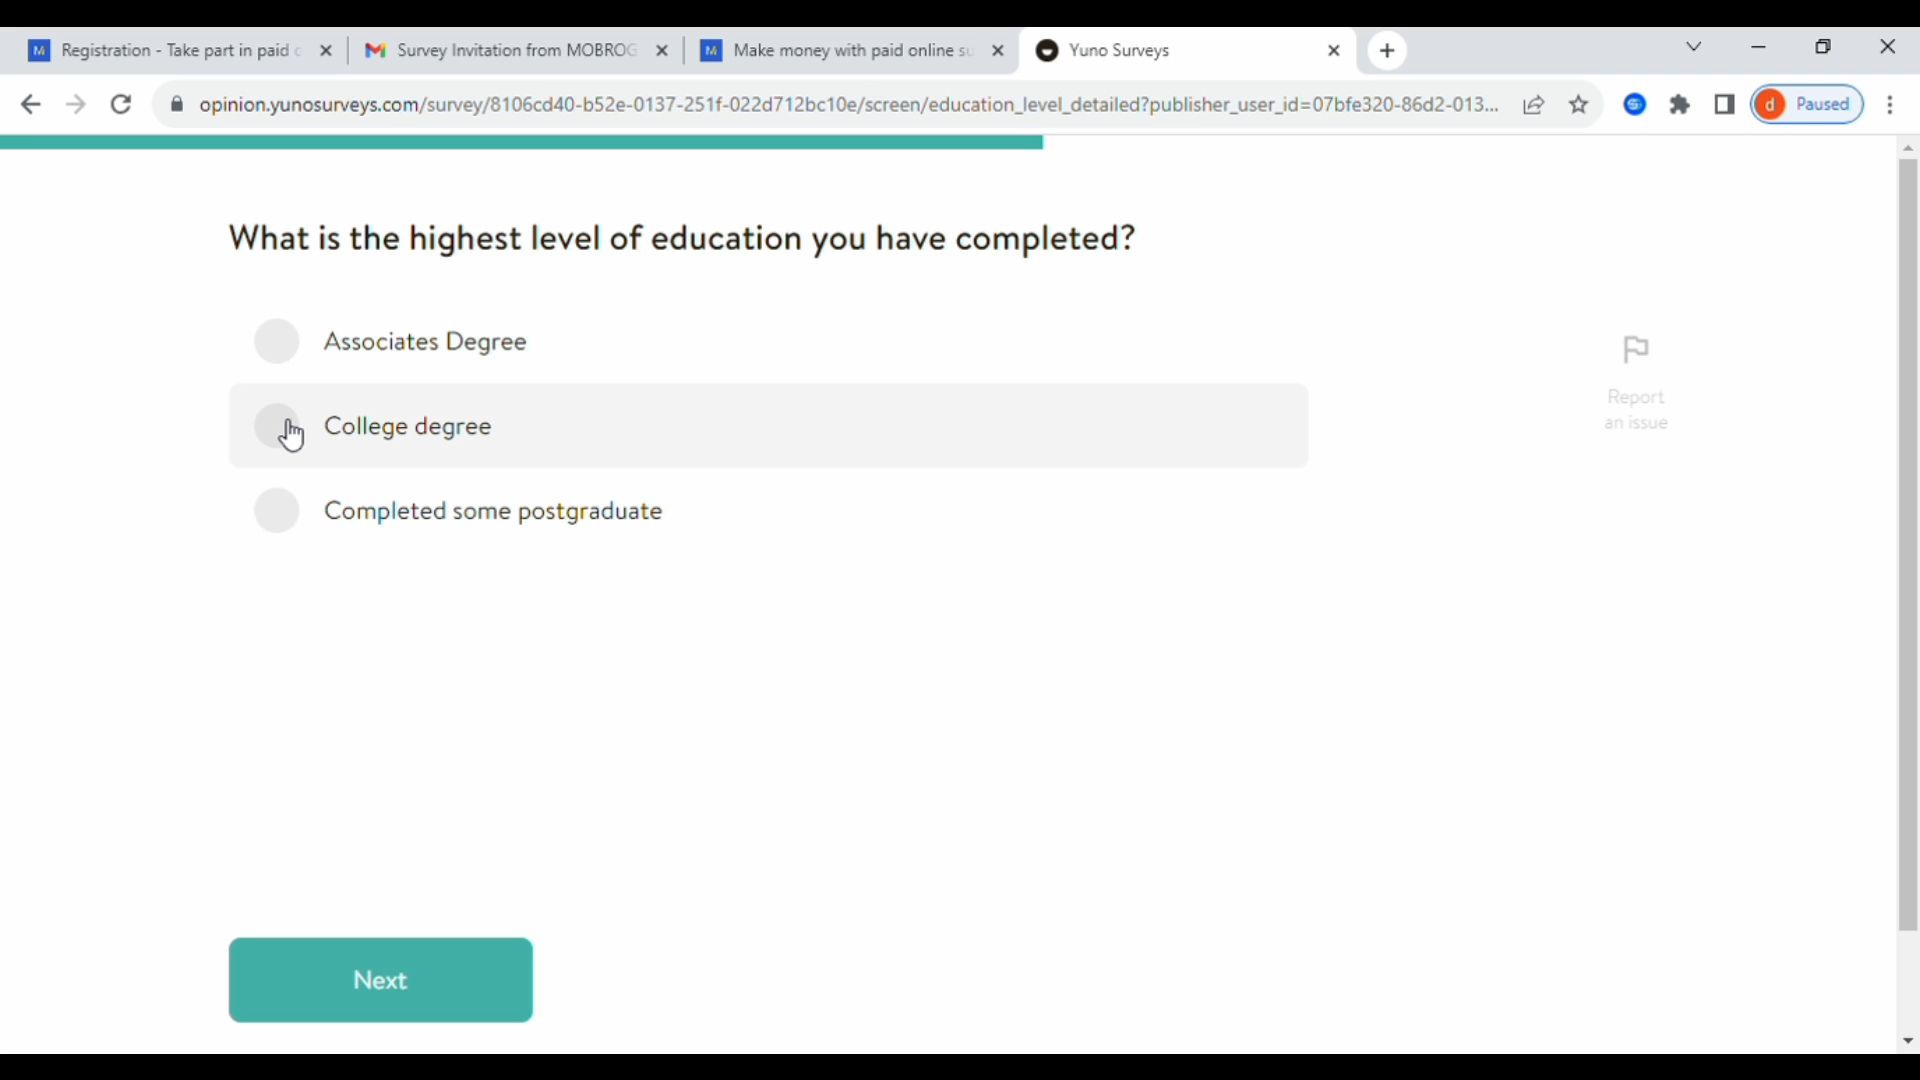 Registration - Take part in paid
Survey Invitation from MOBROG
Make money with paid online su
Yuno Surveys
opinion.yunosurveys.com/survey/8106cd40-b52e-0137-251f-022d712bc10e/screen/education_level_detailed?publisher_user_id=07bfe320-86d2-013...
d Paused
What is the highest level of education you have completed?
Associates Degree
College degree
Completed some postgraduate
Report
an issue
Next